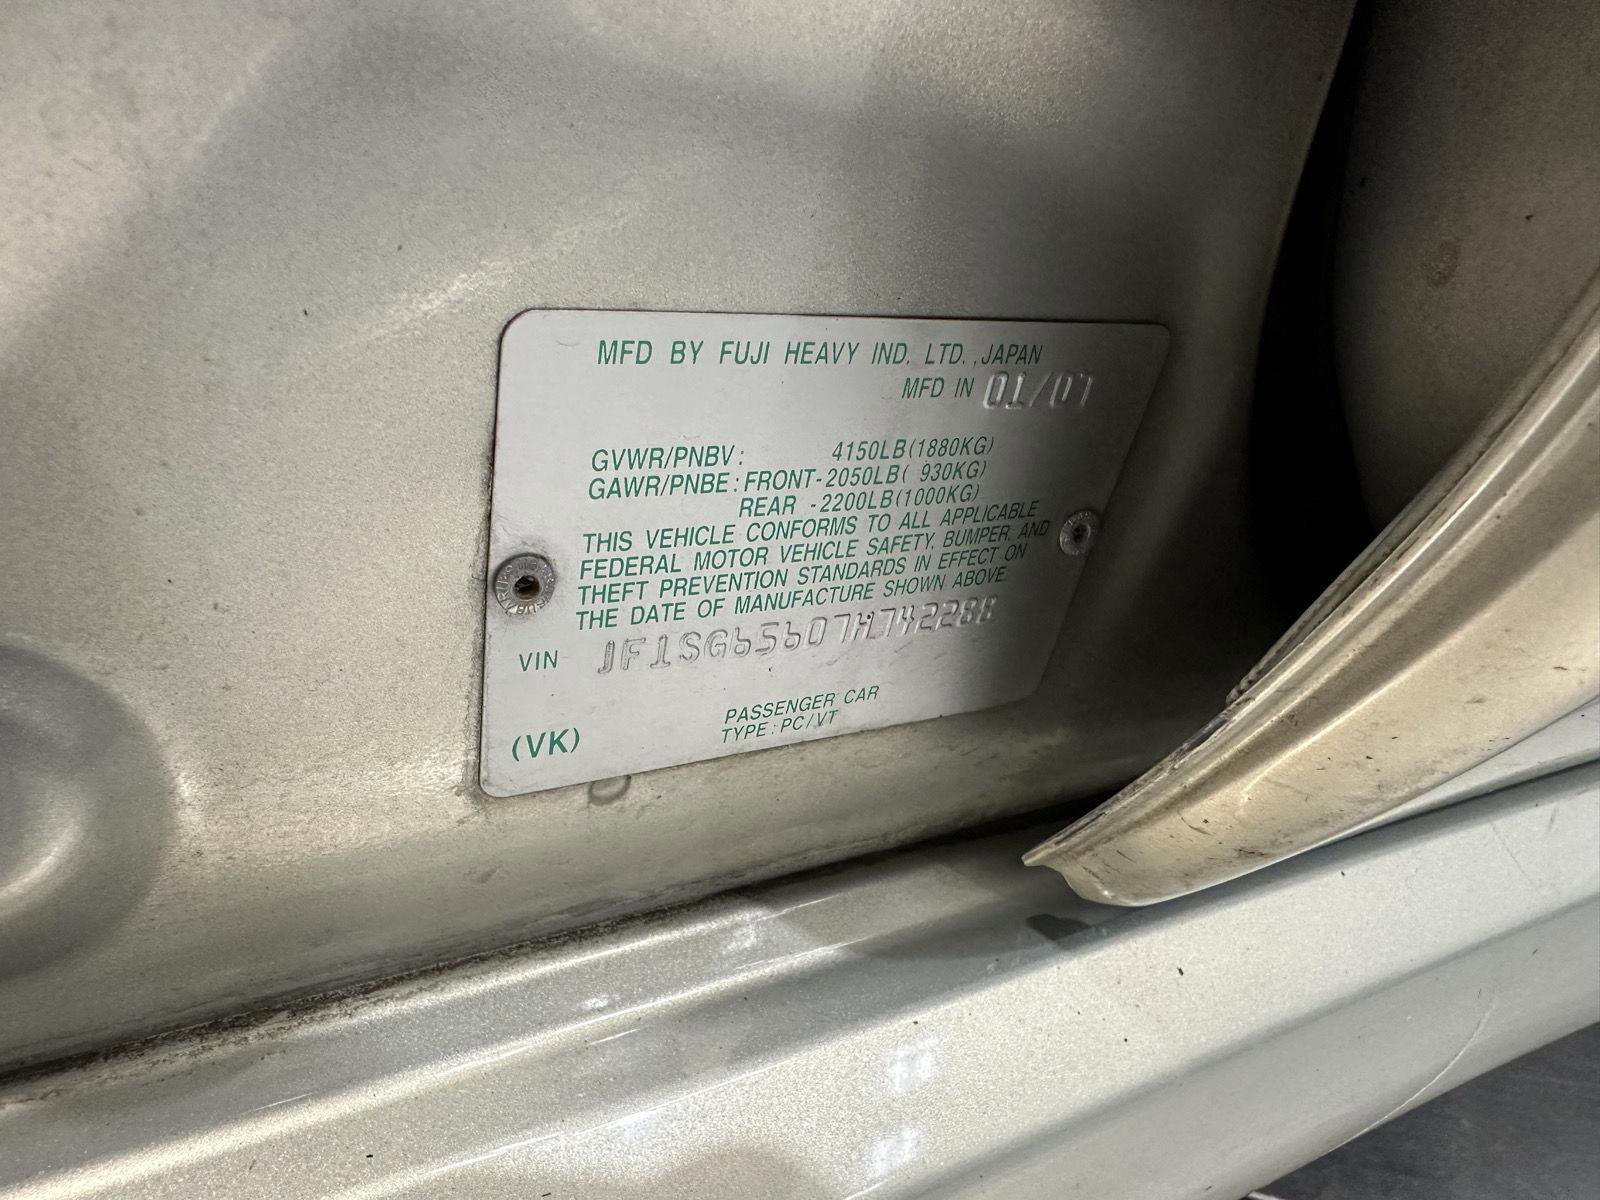 MFD BY FUJI HEAVY IND. LTD., JAPAN
MFD IN 01/07
GVWR/PNBV: 4150LB(1880KG)
GAWR/PNBE: FRONT-2050LB( 930KG)
REAR -2200LB(1000KG)
THIS VEHICLE CONFORMS TO ALL APPLICABLE
FEDERAL MOTOR VEHICLE SAFETY, BUMPER, AND
THEFT PREVENTION STANDARDS IN EFFECT ON
THE DATE OF MANUFACTURE SHOWN ABOVE.
VIN JF1SG65607H742288
PASSENGER CAR
(VK) TYPE: PC/VT